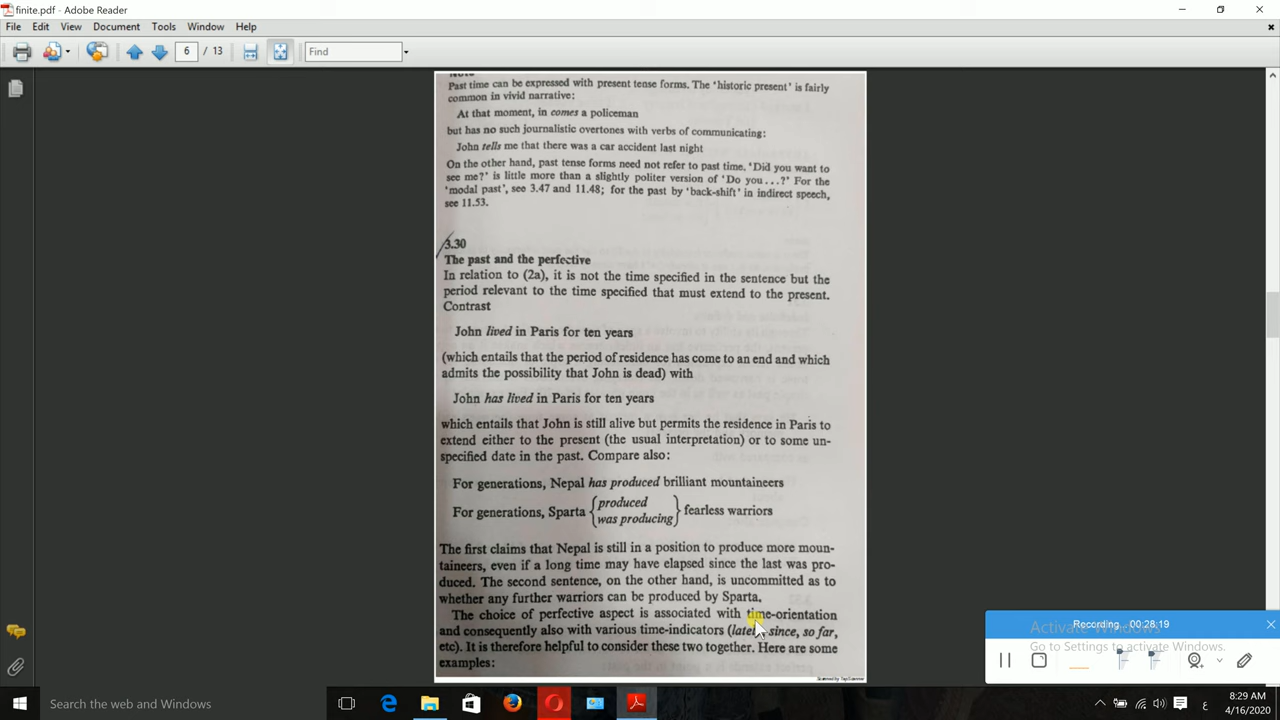 finite.pdf - Adobe Reader
File Edit View Document Tools Window Help
6 / 13 Find
Note
Past time can be expressed with present tense forms. The 'historic present' is fairly
common in vivid narrative:
At that moment, in comes a policeman
but has no such journalistic overtones with verbs of communicating:
John tells me that there was a car accident last night
On the other hand, past tense forms need not refer to past time. 'Did you want to
see me?' is little more than a slightly politer version of 'Do you...?' For the
'modal past', see 3.47 and 11.48; for the past by 'back-shift' in indirect speech,
see 11.53.
3.30
The past and the perfective
In relation to (2a), it is not the time specified in the sentence but the
period relevant to the time specified that must extend to the present.
Contrast
John lived in Paris for ten years
(which entails that the period of residence has come to an end and which
admits the possibility that John is dead) with
John has lived in Paris for ten years
which entails that John is still alive but permits the residence in Paris to
extend either to the present (the usual interpretation) or to some un-
specified date in the past. Compare also:
For generations, Nepal has produced brilliant mountaineers
For generations, Sparta {produced
was producing} fearless warriors
The first claims that Nepal is still in a position to produce more moun-
taineers, even if a long time may have elapsed since the last was pro-
duced. The second sentence, on the other hand, is uncommitted as to
whether any further warriors can be produced by Sparta.
The choice of perfective aspect is associated with time-orientation
and consequently also with various time-indicators (lately, since, so far,
etc). It is therefore helpful to consider these two together. Here are some
examples:
Scanned by TapScanner
Recording 00:28:19
Activate Windows
Go to Settings to activate Windows.
Search the web and Windows
8:29 AM
4/16/2020